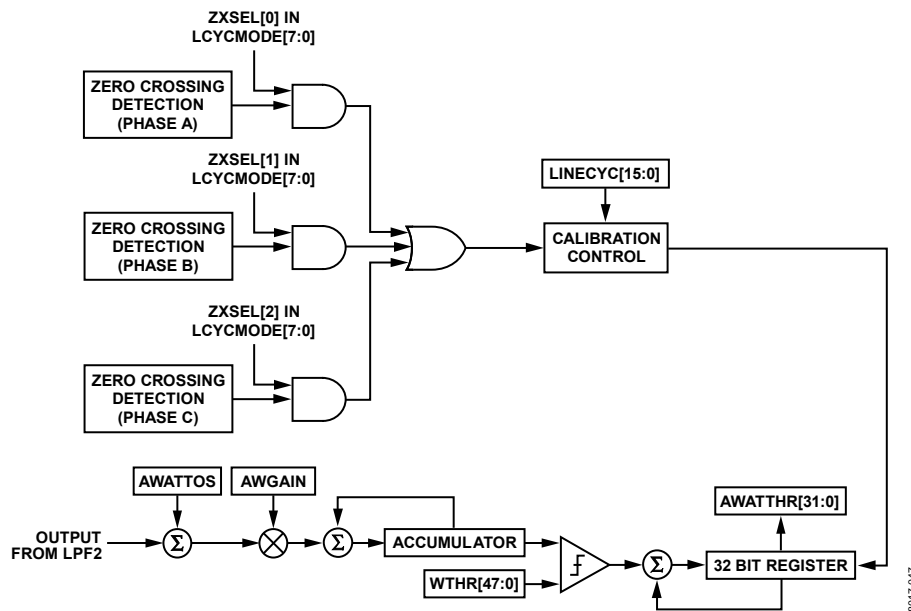 ZXSEL[0] IN
LCYCMODE[7:0]
ZERO CROSSING
DETECTION
(PHASE A)
ZXSEL[1] IN
LCYCMODE[7:0]
ZERO CROSSING
DETECTION
(PHASE B)
LINECYC[15:0]
CALIBRATION
CONTROL
ZXSEL[2] IN
LCYCMODE[7:0]
ZERO CROSSING
DETECTION
(PHASE C)
AWATTOS
AWGAIN
AWATTHR[31:0]
OUTPUT
FROM LPF2
Σ
Σ
ACCUMULATOR
WTHR[47:0]
Σ
32 BIT REGISTER